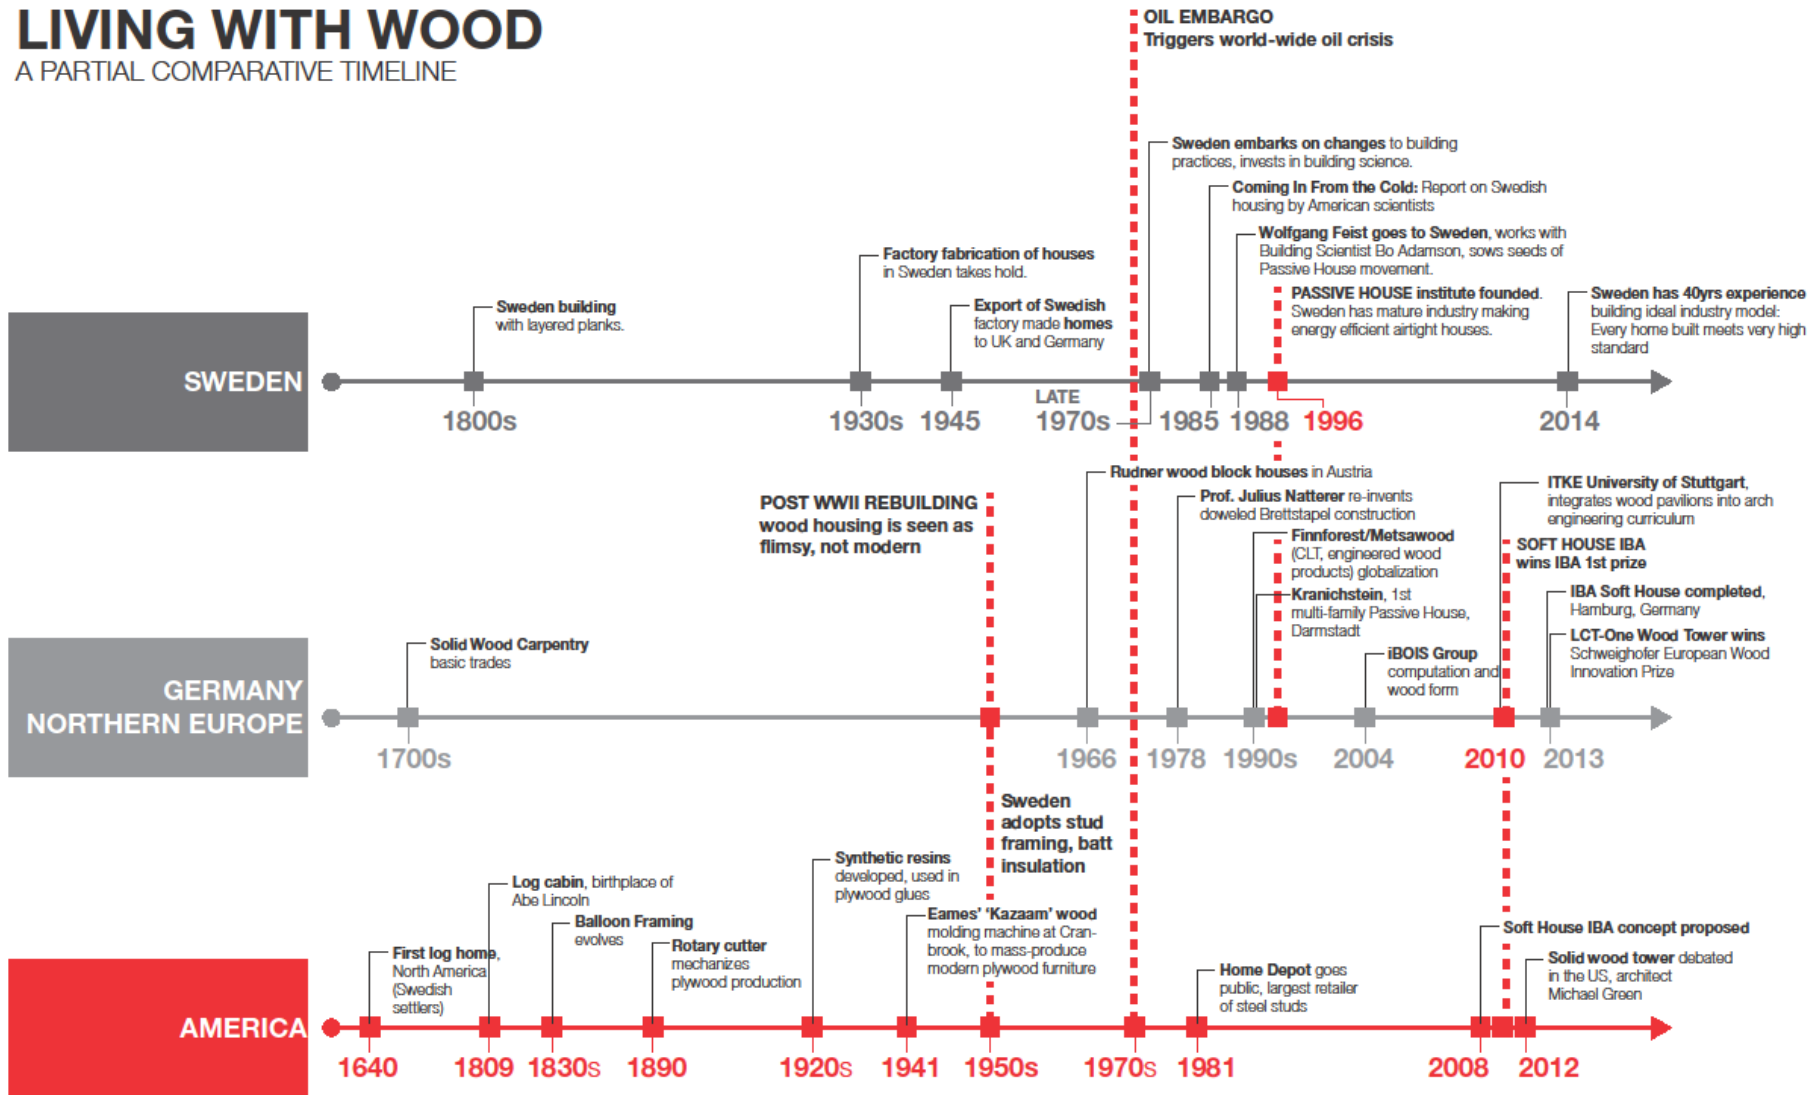 LIVING WITH WOOD
A PARTIAL COMPARATIVE TIMELINE
OIL EMBARGO
Triggers world-wide oil crisis
Sweden embarks on changes to building
practices, invests in building science.
Coming In From the Cold: Report on Swedish
housing by American scientists
Wolfgang Feist goes to Sweden, works with
Building Scientist Bo Adamson, sows seeds of
Passive House movement.
Factory fabrication of houses
in Sweden takes hold.
Sweden building
with layered planks.
Export of Swedish
factory made homes
to UK and Germany
PASSIVE HOUSE institute founded.
Sweden has mature industry making
energy efficient airtight houses.
Sweden has 40yrs experience
building ideal industry model:
Every home built meets very high
standard
SWEDEN
1800s
1930s
1945
LATE
1970s
1985
1988
1996
2014
POST WWII REBUILDING
wood housing is seen as
flimsy, not modern
Rudner wood block houses in Austria
Prof. Julius Natterer re-invents
doweled Brettstapel construction
Finnforest/Metsawood
(CLT, engineered wood
products) globalization
Kranichstein, 1st
multi-family Passive House,
Darmstadt
iBOIS Group
computation and
wood form
ITKE University of Stuttgart,
integrates wood pavilions into arch
engineering curriculum
SOFT HOUSE IBA
wins IBA 1st prize
IBA Soft House completed,
Hamburg, Germany
LCT-One Wood Tower wins
Schweighofer European Wood
Innovation Prize
Solid Wood Carpentry
basic trades
GERMANY
NORTHERN EUROPE
1700s
1966
1978
1990s
2004
2010
2013
Sweden
adopts stud
framing, batt
insulation
First log home,
North America
(Swedish
settlers)
Log cabin, birthplace of
Abe Lincoln
Balloon Framing
evolves
Rotary cutter
mechanizes
plywood production
Synthetic resins
developed, used in
plywood glues
Eames' 'Kazaam' wood
molding machine at Cran-
brook, to mass-produce
modern plywood furniture
Home Depot goes
public, largest retailer
of steel studs
Soft House IBA concept proposed
Solid wood tower debated
in the US, architect
Michael Green
AMERICA
1640
1809
1830s
1890
1920s
1941
1950s
1970s
1981
2008
2012